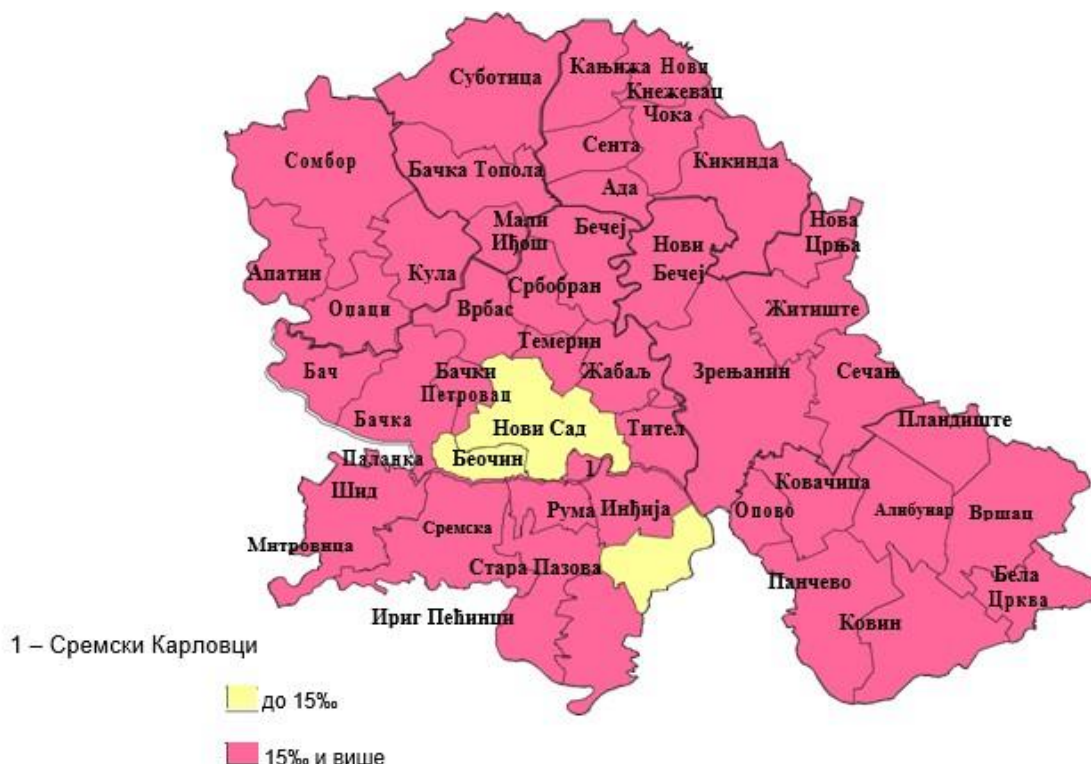 Суботица
Кањижа Нови
Кнежевац
Чока
Сомбор
Сента
Бачка Топола
Кикинда
Ада
Мали
Иђош
Бечеј
Нови
Бечеј
Нова
Црња
Апатин
Кула
Србобран
Оџаци
Врбас
Житиште
Темерин
Бач
Бачки
Петровац
Жабаљ
Зрењанин
Сечањ
Бачка
Паланка
Нови Сад
Тител
Пландиште
Беочин
1
Шид
Ковачица
Рума
Инђија
Опово
Сремска
Митровица
Алибунар
Вршац
Стара Пазова
Панчево
Бела
Црква
Ириг Пећинци
Ковин
1 – Сремски Карловци
до 15‰
15‰ и више